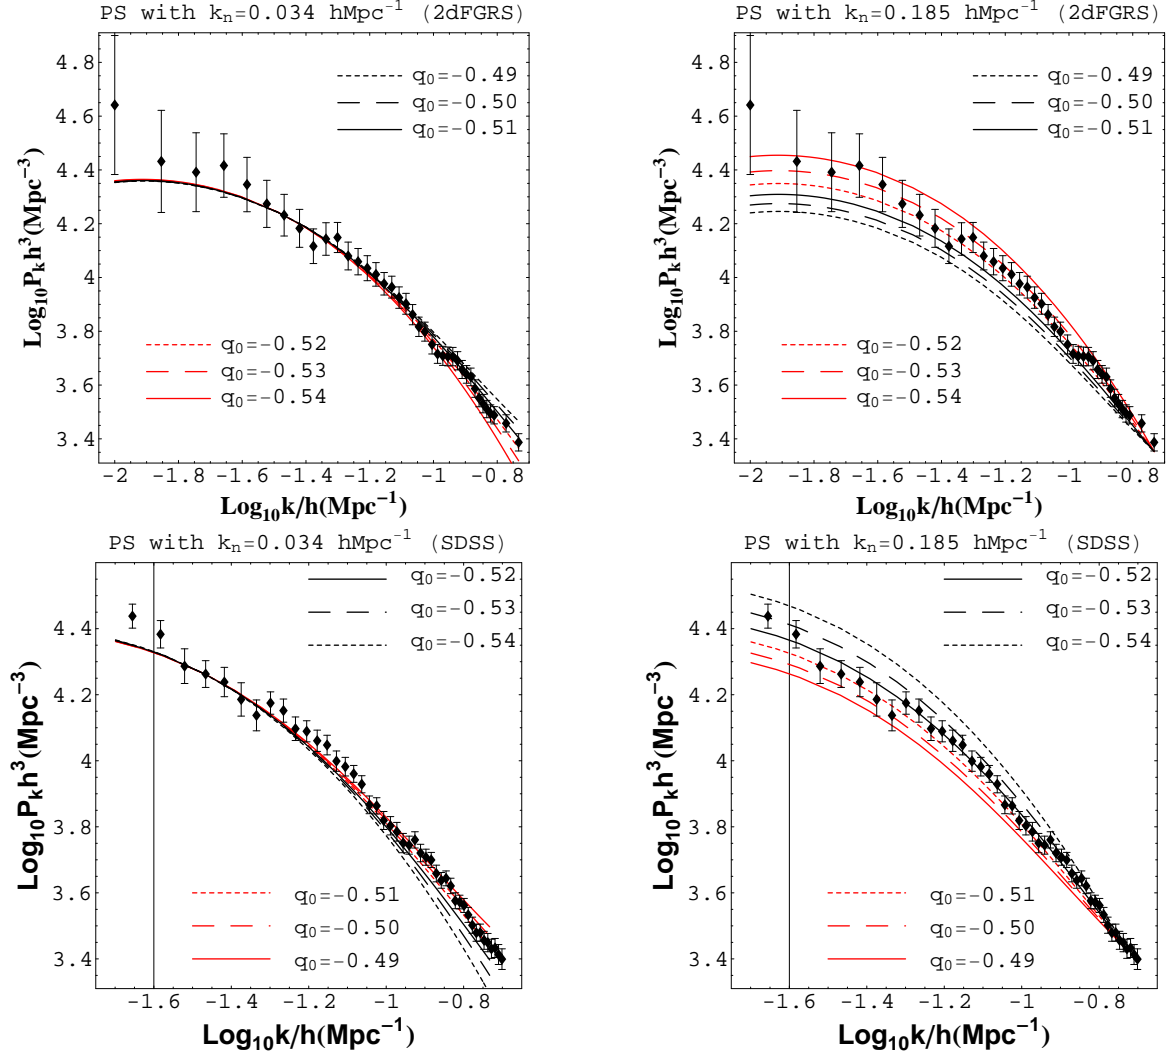 PS with kₙ=0.034 hMpc⁻¹ (2dFGRS)
4.8
4.6
4.4
4.2
4
3.8
3.6
3.4
q₀=−0.49
q₀=−0.50
q₀=−0.51
q₀=−0.52
q₀=−0.53
q₀=−0.54
-2 -1.8 -1.6 -1.4 -1.2 -1 -0.8
Log₁₀k/h(Mpc⁻¹)
Log₁₀Pₖh³(Mpc⁻³)
PS with kₙ=0.185 hMpc⁻¹ (2dFGRS)
4.8
4.6
4.4
4.2
4
3.8
3.6
3.4
q₀=−0.49
q₀=−0.50
q₀=−0.51
q₀=−0.52
q₀=−0.53
q₀=−0.54
-2 -1.8 -1.6 -1.4 -1.2 -1 -0.8
Log₁₀k/h(Mpc⁻¹)
Log₁₀Pₖh³(Mpc⁻³)
PS with kₙ=0.034 hMpc⁻¹ (SDSS)
4.4
4.2
4
3.8
3.6
3.4
q₀=−0.52
q₀=−0.53
q₀=−0.54
q₀=−0.51
q₀=−0.50
q₀=−0.49
-1.6 -1.4 -1.2 -1 -0.8
Log₁₀k/h(Mpc⁻¹)
Log₁₀Pₖh³(Mpc⁻³)
PS with kₙ=0.185 hMpc⁻¹ (SDSS)
4.4
4.2
4
3.8
3.6
3.4
q₀=−0.52
q₀=−0.53
q₀=−0.54
q₀=−0.51
q₀=−0.50
q₀=−0.49
-1.6 -1.4 -1.2 -1 -0.8
Log₁₀k/h(Mpc⁻¹)
Log₁₀Pₖh³(Mpc⁻³)